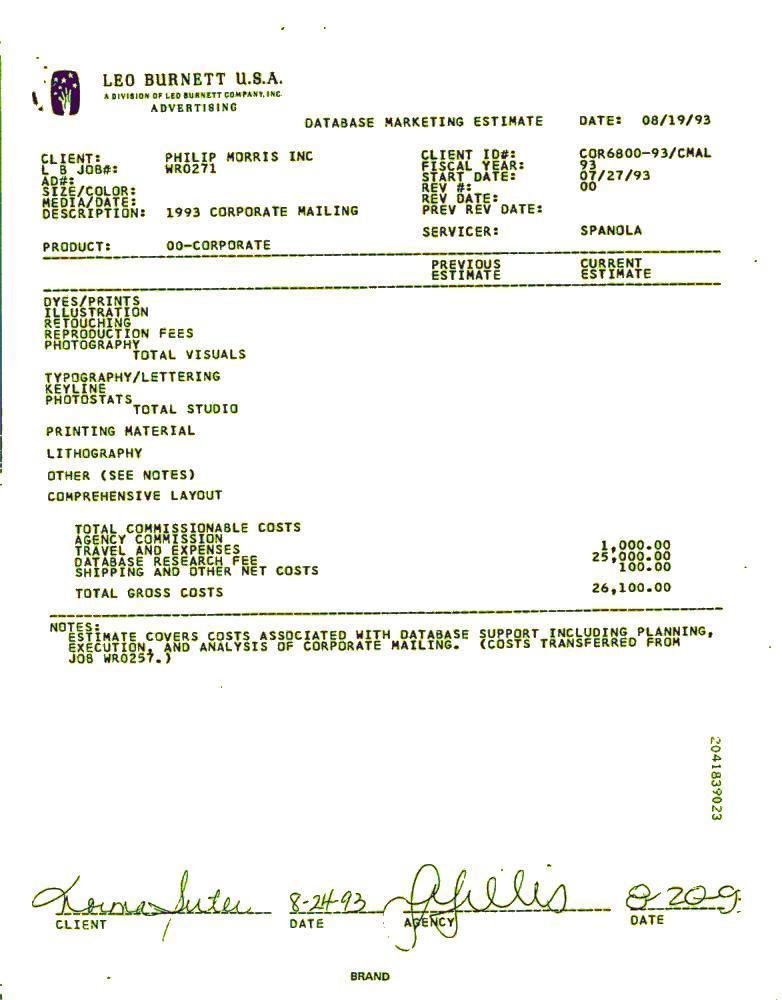 LEO BURNETT U.S.A.
A DIVISION OF LEO BURNETT COMPANY, INC.
ADVERTISING
DATABASE MARKETING ESTIMATE DATE: 08/19/93
CLIENT: PHILIP MORRIS INC CLIENT ID#: COR6800-93/CMAL
L B JOB#: WRO271 FISCAL YEAR: 93
AD#: START DATE: 07/27/93
SIZE/COLOR: REV #: 00
MEDIA/DATE: REV DATE:
DESCRIPTION: 1993 CORPORATE MAILING PREV REV DATE:
SERVICER: SPANOLA
PRODUCT: 00-CORPORATE
PREVIOUS CURRENT
ESTIMATE ESTIMATE
DYES/PRINTS
ILLUSTRATION
RETOUCHING
REPRODUCTION FEES
PHOTOGRAPHY
TOTAL VISUALS
TYPOGRAPHY/LETTERING
KEYLINE
PHOTOSTATS
TOTAL STUDIO
PRINTING MATERIAL
LITHOGRAPHY
OTHER (SEE NOTES)
COMPREHENSIVE LAYOUT
TOTAL COMMISSIONABLE COSTS
AGENCY COMMISSION
TRAVEL AND EXPENSES 1,000.00
DATABASE RESEARCH FEE 25,000.00
SHIPPING AND OTHER NET COSTS 100.00
TOTAL GROSS COSTS 26,100.00
NOTES:
ESTIMATE COVERS COSTS ASSOCIATED WITH DATABASE SUPPORT INCLUDING PLANNING,
EXECUTION, AND ANALYSIS OF CORPORATE MAILING. (COSTS TRANSFERRED FROM
JOB WRO257.)
2041839023
8-24-93
CLIENT DATE AGENCY DATE
BRAND